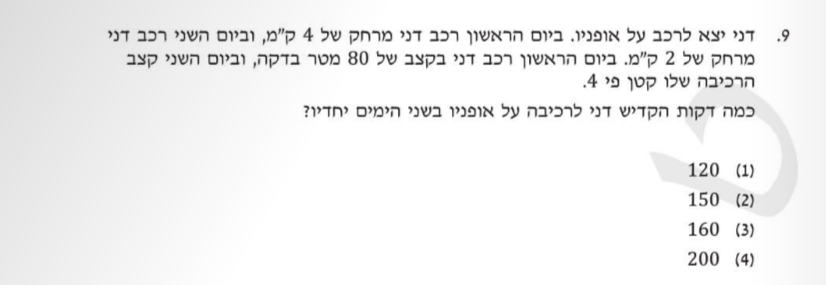 9. דני יצא לרכב על אופניו. ביום הראשון רכב דני מרחק של 4 ק"מ, וביום השני רכב דני
מרחק של 2 ק"מ. ביום הראשון רכב דני בקצב של 80 מטר בדקה, וביום השני קצב
הרכיבה שלו קטן פי 4.
כמה דקות הקדיש דני לרכיבה על אופניו בשני הימים יחדיו?
(1) 120
(2) 150
(3) 160
(4) 200